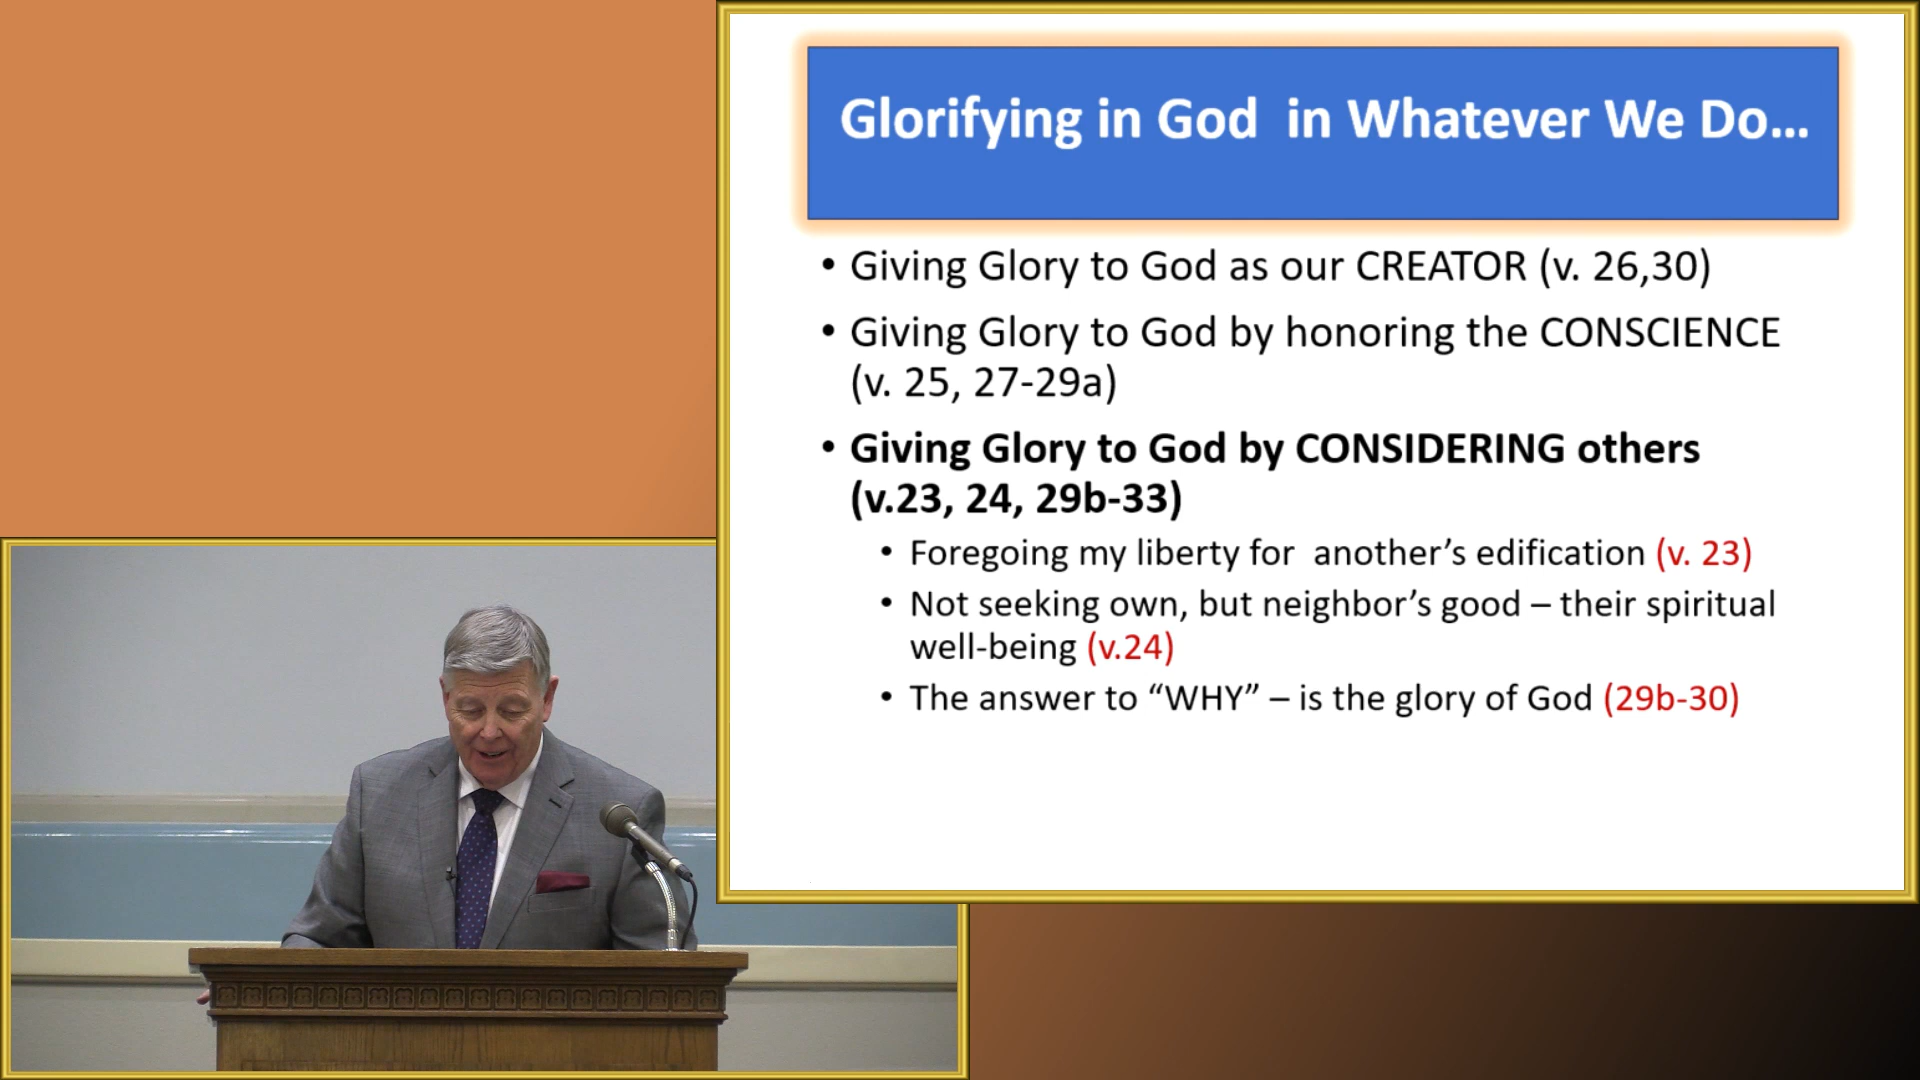 Glorifying in God  in Whatever We Do...
• Giving Glory to God as our CREATOR (v. 26,30)
• Giving Glory to God by honoring the CONSCIENCE
(v. 25, 27-29a)
• Giving Glory to God by CONSIDERING others
(v.23, 24, 29b-33)
• Foregoing my liberty for  another’s edification (v. 23)
• Not seeking own, but neighbor’s good – their spiritual
well-being (v.24)
• The answer to “WHY” – is the glory of God (29b-30)